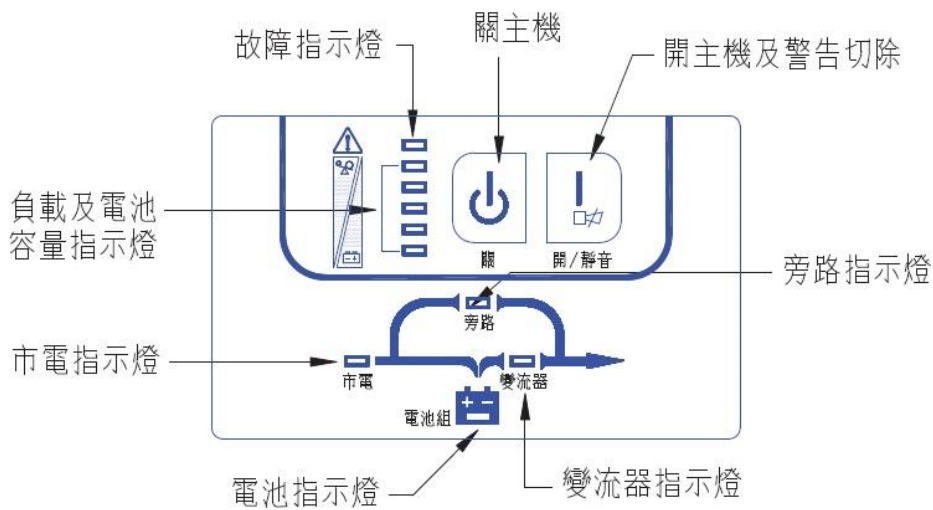 關主機
故障指示燈
開主機及警告切除
負載及電池
容量指示燈
關
開/靜音
旁路指示燈
旁路
市電指示燈
市電
變流器
電池組
電池指示燈
變流器指示燈